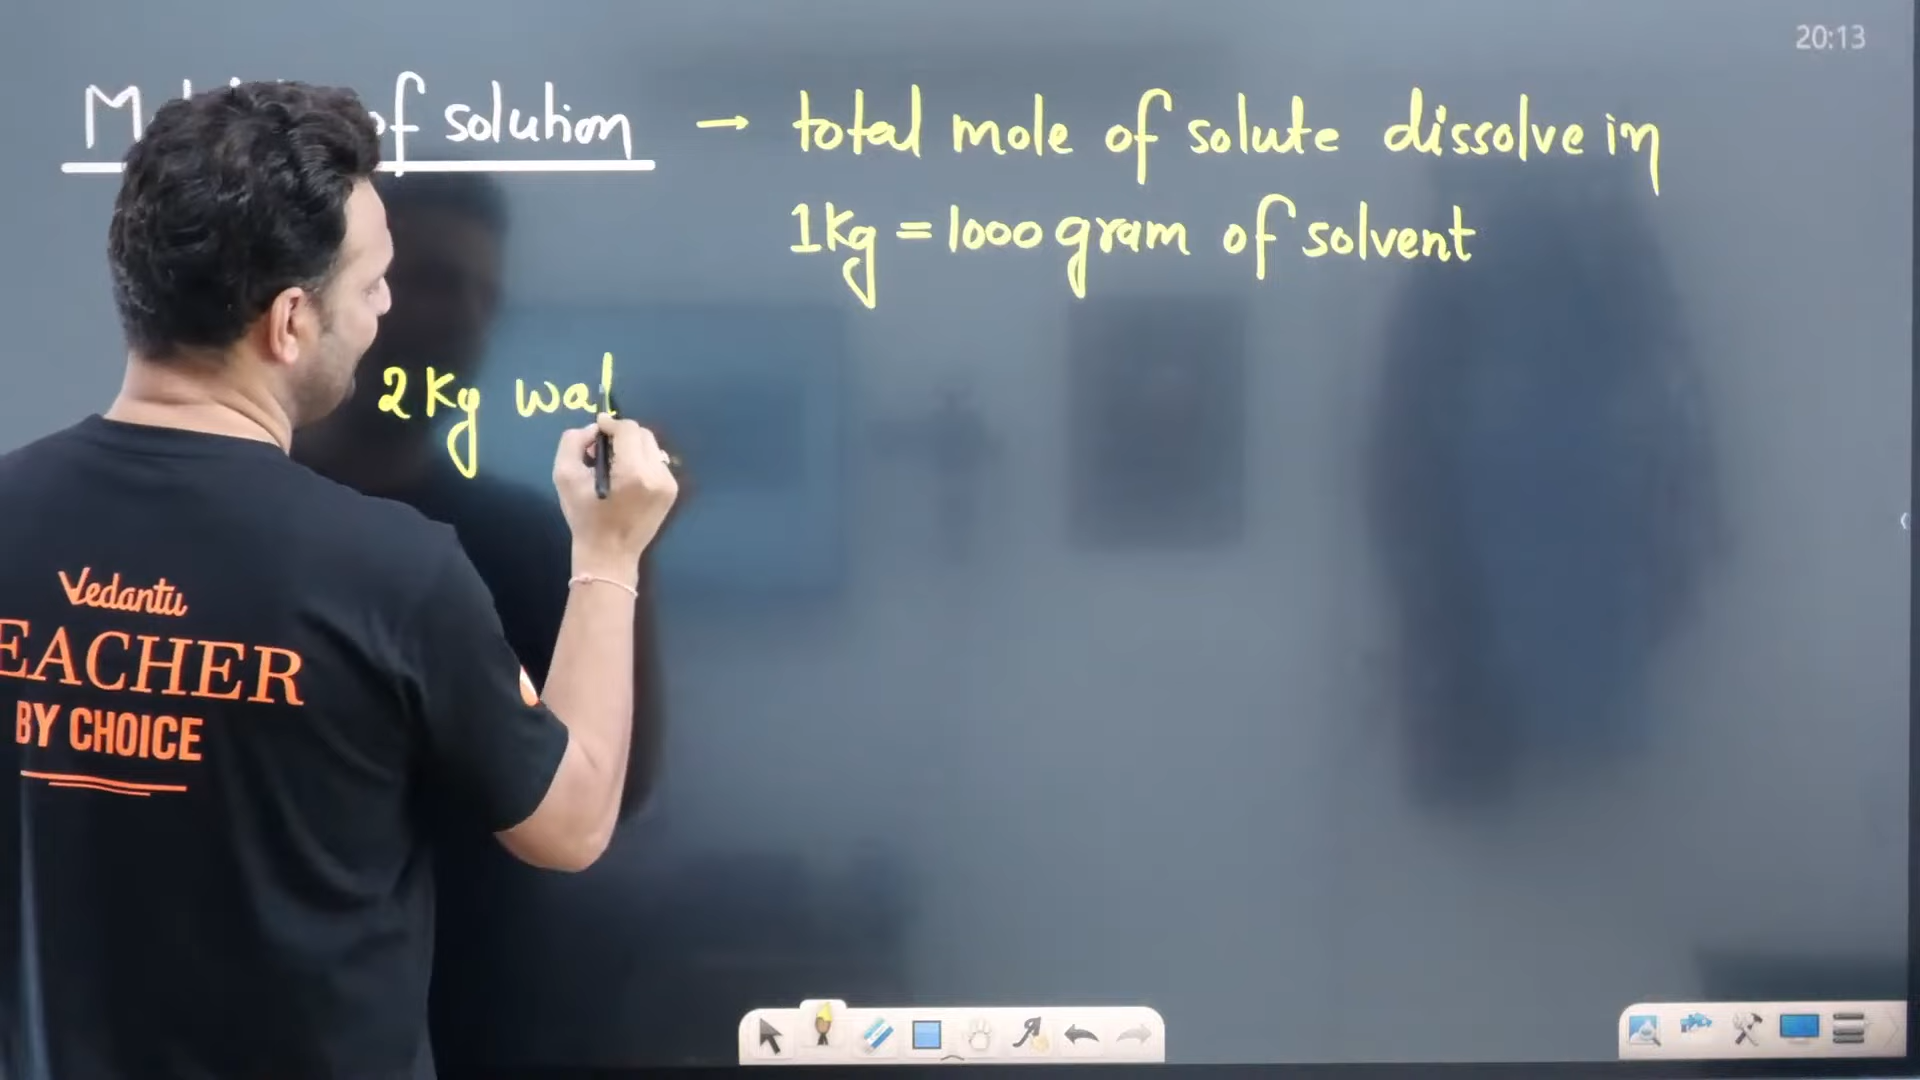 20:13
of solution → total mole of solute dissolve in
1Kg = 1000 gram of solvent
2 Kg
Vedantu
EACHER
BY CHOICE